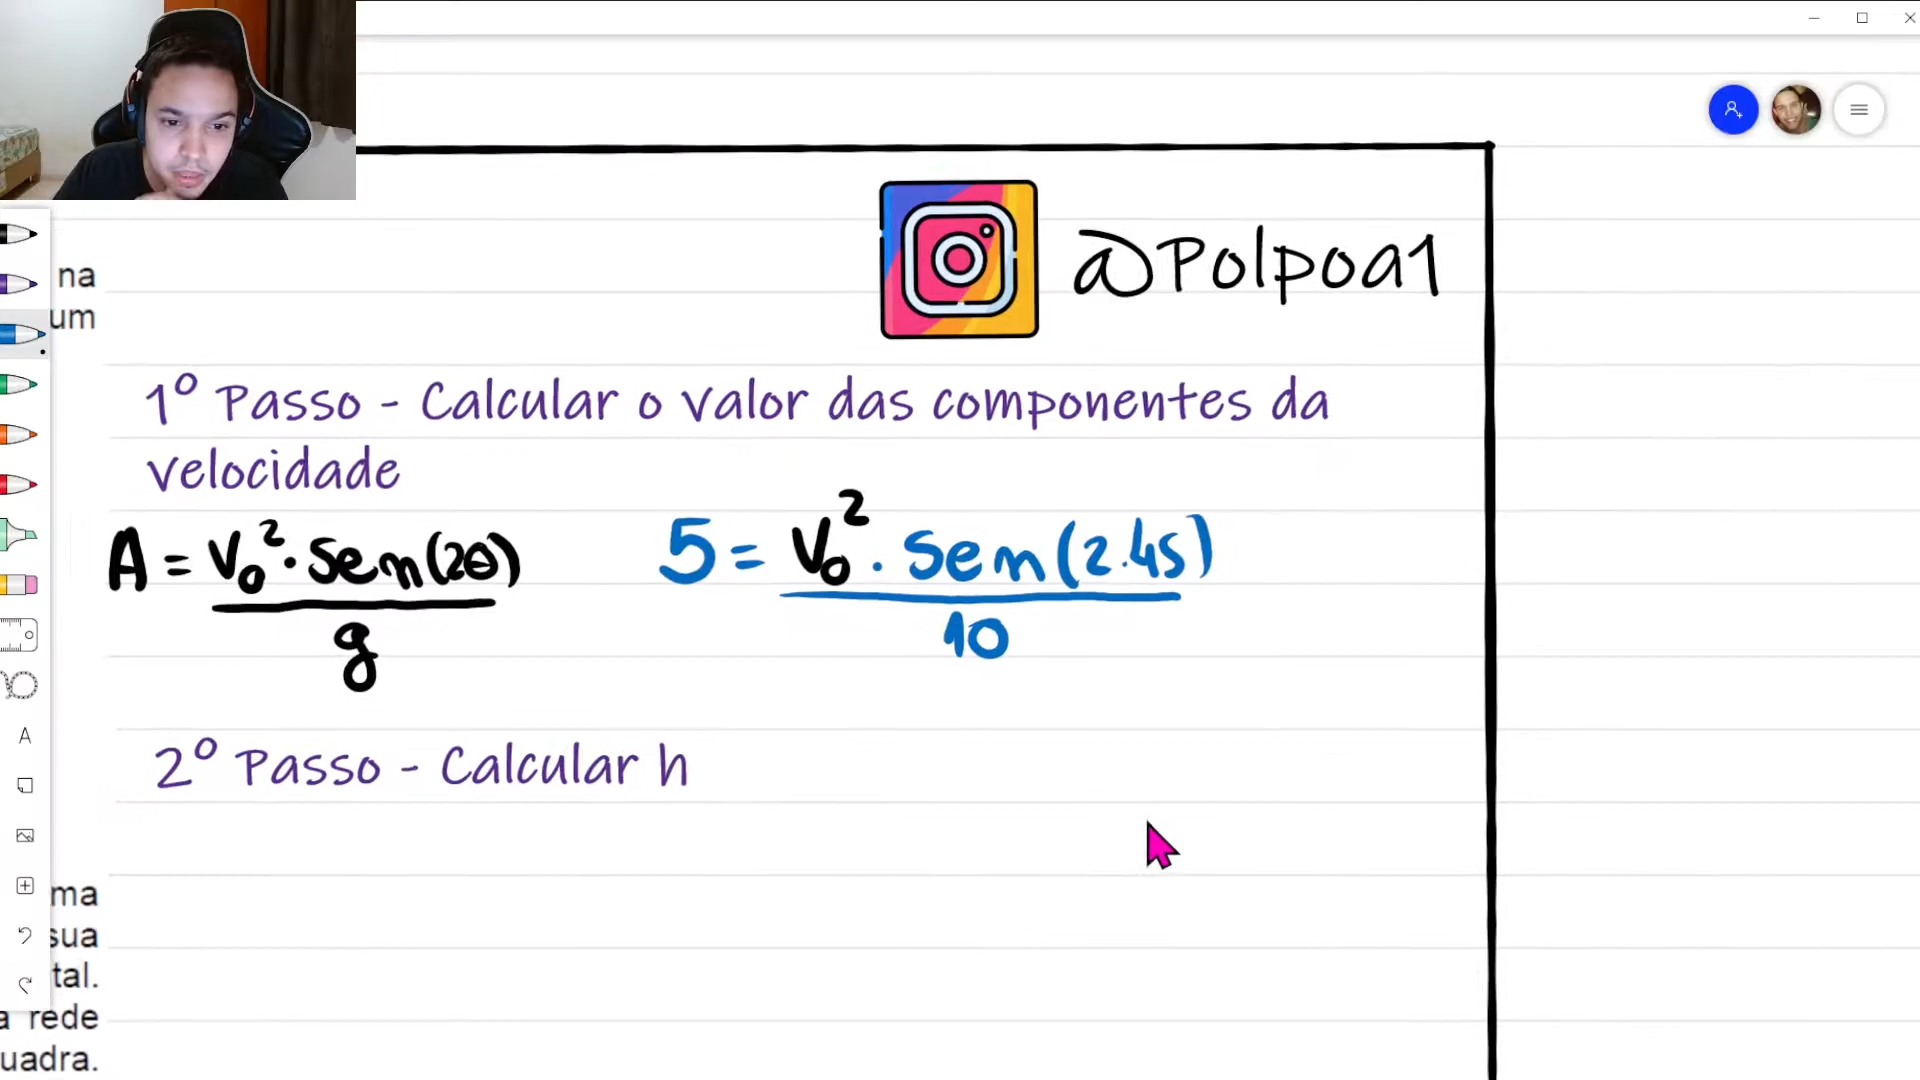 na
um
@Polpoa1
1º Passo - Calcular o valor das componentes da
velocidade
A = V₀² · Sen(2θ) / g
5 = V₀² · Sen(2.45) / 10
2º Passo - Calcular h
A
ma
sua
tal.
a rede
uadra.